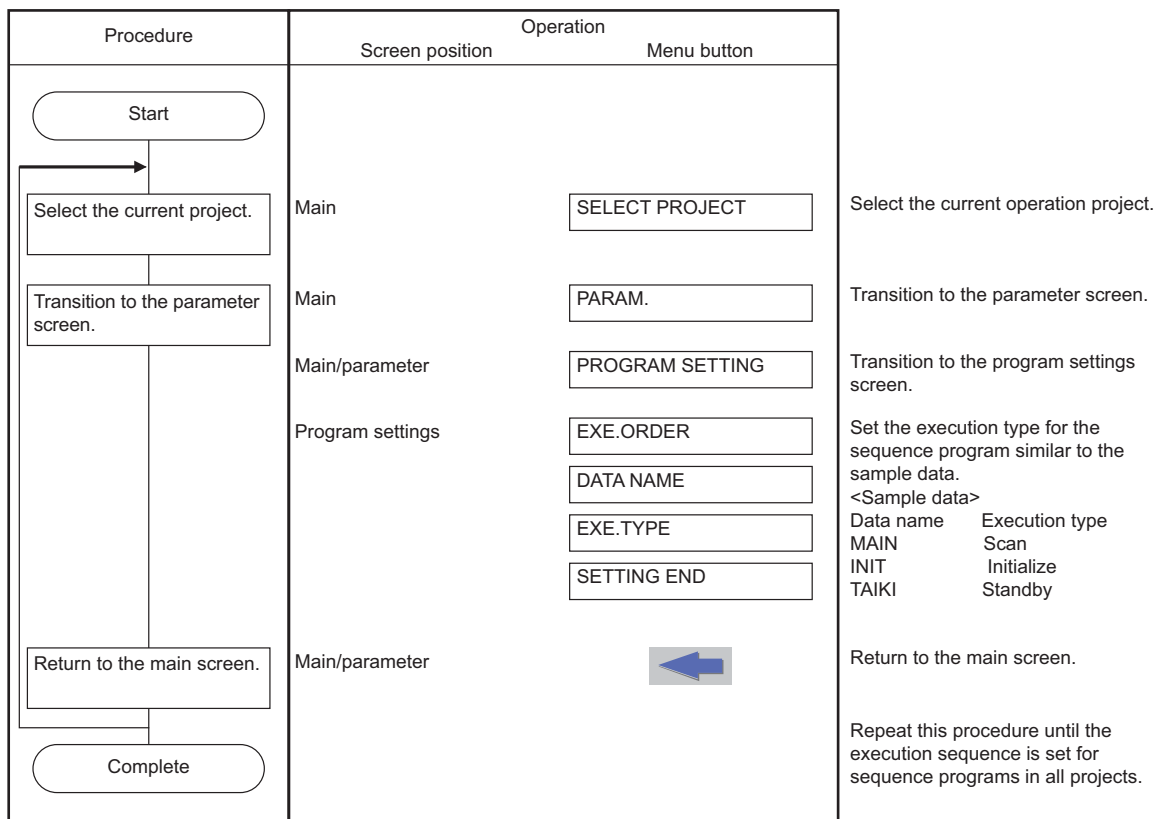 Procedure
Operation
Screen position Menu button
Start
Select the current project.
Main
SELECT PROJECT
Select the current operation project.
Transition to the parameter
screen.
Main
PARAM.
Transition to the parameter screen.
Main/parameter
PROGRAM SETTING
Transition to the program settings
screen.
Program settings
EXE.ORDER
DATA NAME
EXE.TYPE
SETTING END
Set the execution type for the
sequence program similar to the
sample data.
<Sample data>
Data name Execution type
MAIN Scan
INIT Initialize
TAIKI Standby
Return to the main screen.
Main/parameter
Return to the main screen.
Repeat this procedure until the
execution sequence is set for
sequence programs in all projects.
Complete